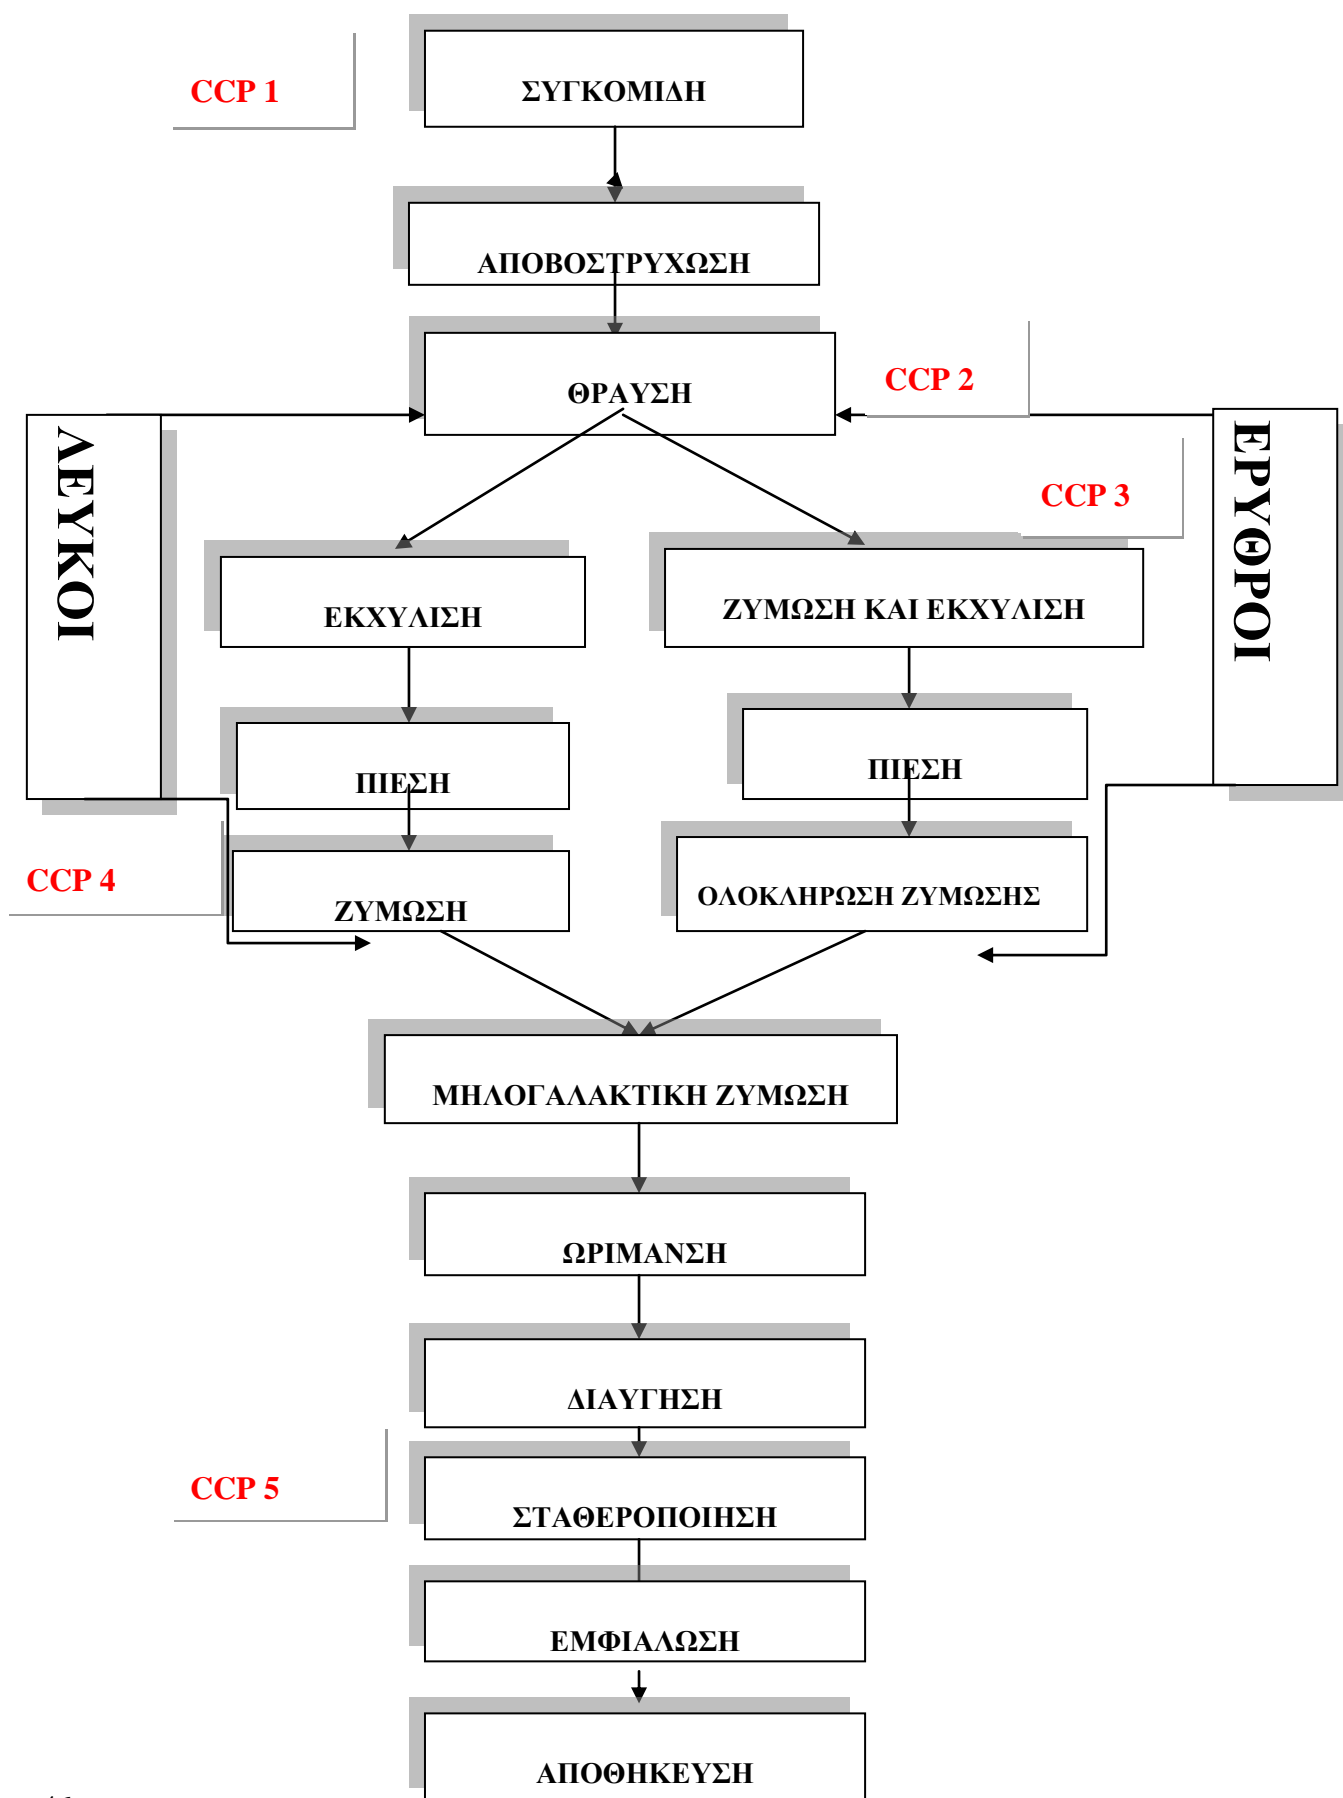 CCP 1
ΣΥΓΚΟΜΙΔΗ
ΑΠΟΒΟΣΤΡΥΧΩΣΗ
CCP 2
ΘΡΑΥΣΗ
ΛΕΥΚΟΙ
ΕΡΥΘΡΟΙ
CCP 3
ΕΚΧΥΛΙΣΗ
ΖΥΜΩΣΗ ΚΑΙ ΕΚΧΥΛΙΣΗ
ΠΙΕΣΗ
ΠΙΕΣΗ
CCP 4
ΖΥΜΩΣΗ
ΟΛΟΚΛΗΡΩΣΗ ΖΥΜΩΣΗΣ
ΜΗΛΟΓΑΛΑΚΤΙΚΗ ΖΥΜΩΣΗ
ΩΡΙΜΑΝΣΗ
ΔΙΑΥΓΗΣΗ
CCP 5
ΣΤΑΘΕΡΟΠΟΙΗΣΗ
ΕΜΦΙΑΛΩΣΗ
ΑΠΟΘΗΚΕΥΣΗ